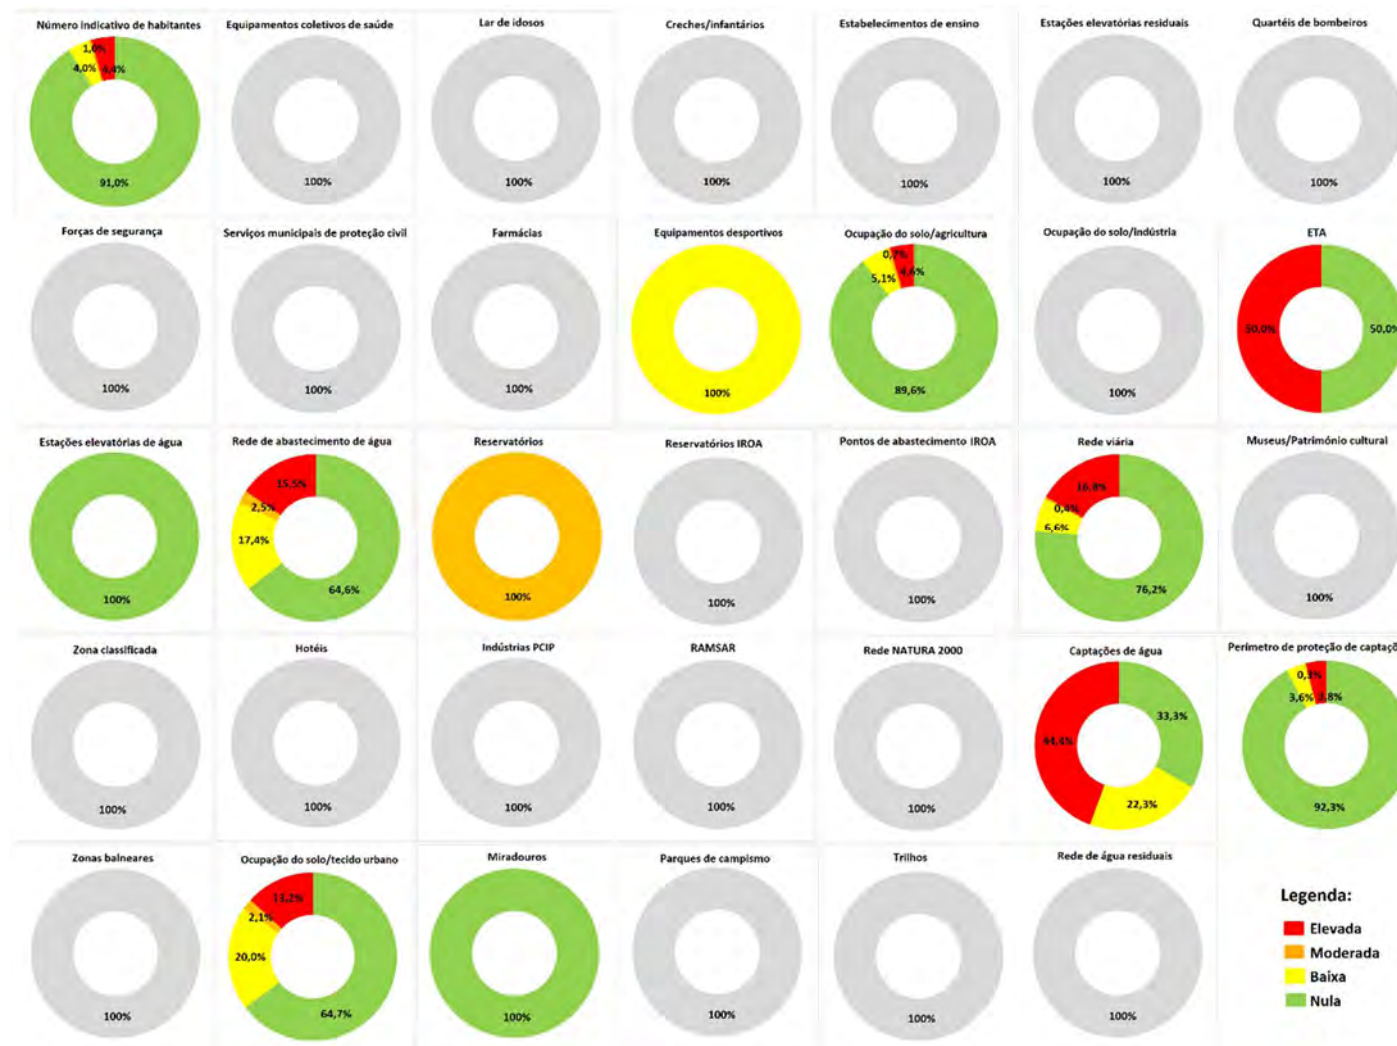 Número indicativo de habitantes
1,0%
4,0%
4,4%
91,0%
Equipamentos coletivos de saúde
100%
Lar de idosos
100%
Creches/infantários
100%
Estabelecimentos de ensino
100%
Estações elevatórias residuais
100%
Quartéis de bombeiros
100%
Forças de segurança
100%
Serviços municipais de proteção civil
100%
Farmácias
100%
Equipamentos desportivos
100%
Ocupação do solo/agricultura
0,7%
5,1%
4,6%
89,6%
Ocupação do solo/indústria
100%
ETA
50,0%
50,0%
Estações elevatórias de água
100%
Rede de abastecimento de água
15,5%
2,5%
17,4%
64,6%
Reservatórios
100%
Reservatórios IROA
100%
Pontos de abastecimento IROA
100%
Rede viária
16,8%
0,4%
6,6%
76,2%
Museus/Património cultural
100%
Zona classificada
100%
Hotéis
100%
Indústrias PCIP
100%
RAMSAR
100%
Rede NATURA 2000
100%
Captações de água
33,3%
44,4%
22,3%
Perímetro de proteção de captaçõ
0,3%
3,6%
3,8%
92,3%
Zonas balneares
100%
Ocupação do solo/tecido urbano
13,2%
2,1%
20,0%
64,7%
Miradouros
100%
Parques de campismo
100%
Trilhos
100%
Rede de água residuais
100%
Legenda:
Elevada
Moderada
Baixa
Nula